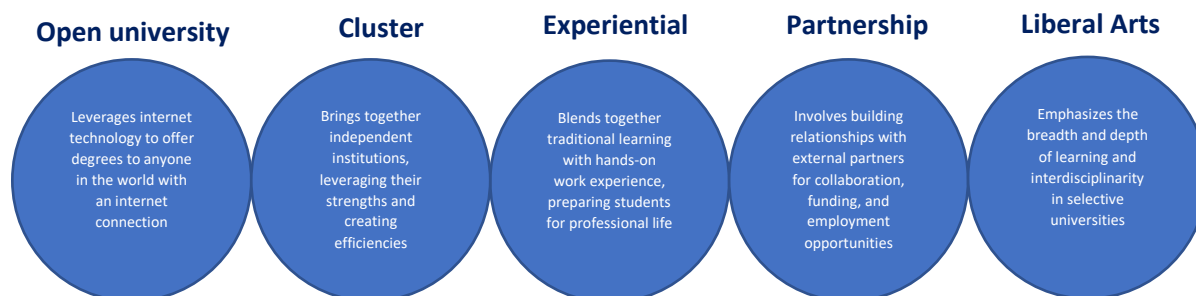 Open university
Leverages internet
technology to offer
degrees to anyone
in the world with
an internet
connection
Cluster
Brings together
independent
institutions,
leveraging their
strengths and
creating
efficiencies
Experiential
Blends together
traditional learning
with hands-on
work experience,
preparing students
for professional life
Partnership
Involves building
relationships with
external partners
for collaboration,
funding, and
employment
opportunities
Liberal Arts
Emphasizes the
breadth and depth
of learning and
interdisciplinarity
in selective
universities